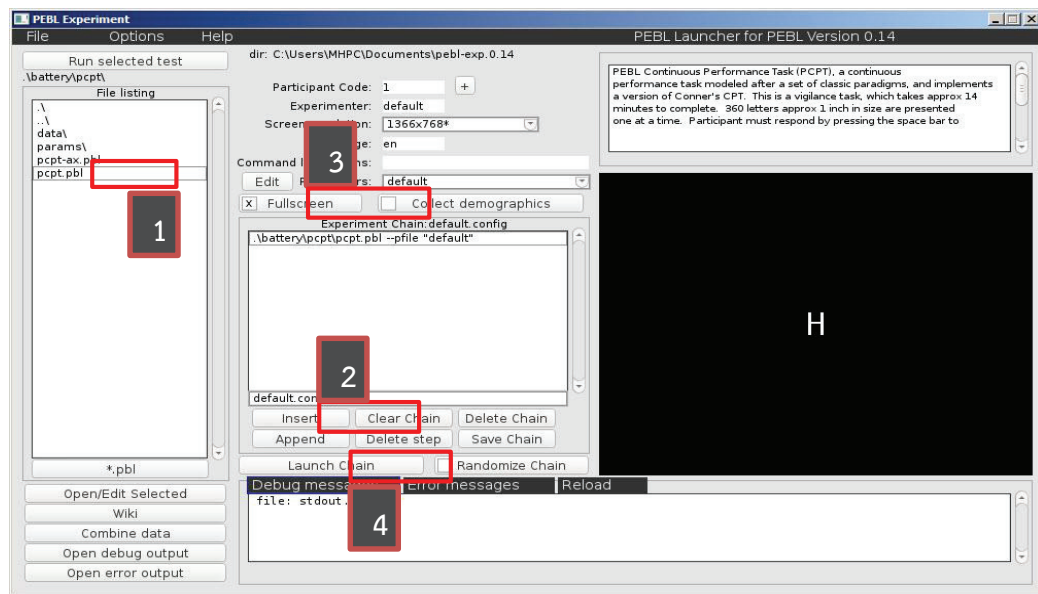 PEBL Experiment
File Options Help PEBL Launcher for PEBL Version 0.14
Run selected test
.\battery\pcpt\
File listing
.\
..\
data\
params\
pcpt-ax.pbl
pcpt.pbl
1
*.pbl
Open/Edit Selected
Wiki
Combine data
Open debug output
Open error output
dir: C:\Users\MHPC\Documents\pebl-exp.0.14
Participant Code: 1 +
Experimenter: default
Screen 1366x768*
en
3
Command
Edit default
X Fullscreen Collect demographics
Experiment Chain:default.config
.\battery\pcpt\pcpt.pbl --pfile "default"
2
default.con
Insert Clear Chain Delete Chain
Append Delete step Save Chain
Launch Chain Randomize Chain
PEBL Continuous Performance Task (PCPT), a continuous
performance task modeled after a set of classic paradigms, and implements
a version of Conner's CPT. This is a vigilance task, which takes approx 14
minutes to complete. 360 letters approx 1 inch in size are presented
one at a time. Participant must respond by pressing the space bar to
H
Debug messages Error messages Reload
file: stdout.
4